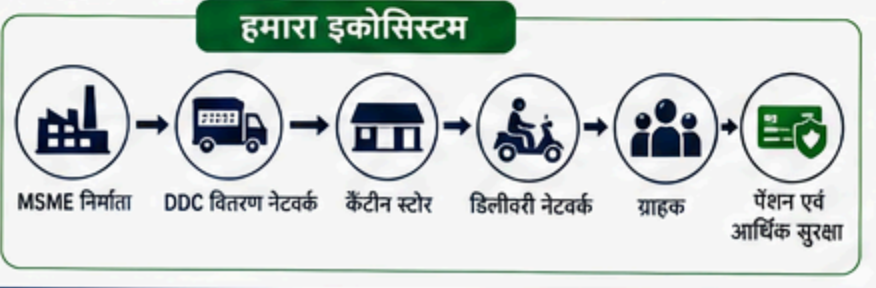 हमारा इकोसिस्टम
MSME निर्माता
DDC वितरण नेटवर्क
कैंटीन स्टोर
डिलीवरी नेटवर्क
ग्राहक
पेंशन एवं
आर्थिक सुरक्षा